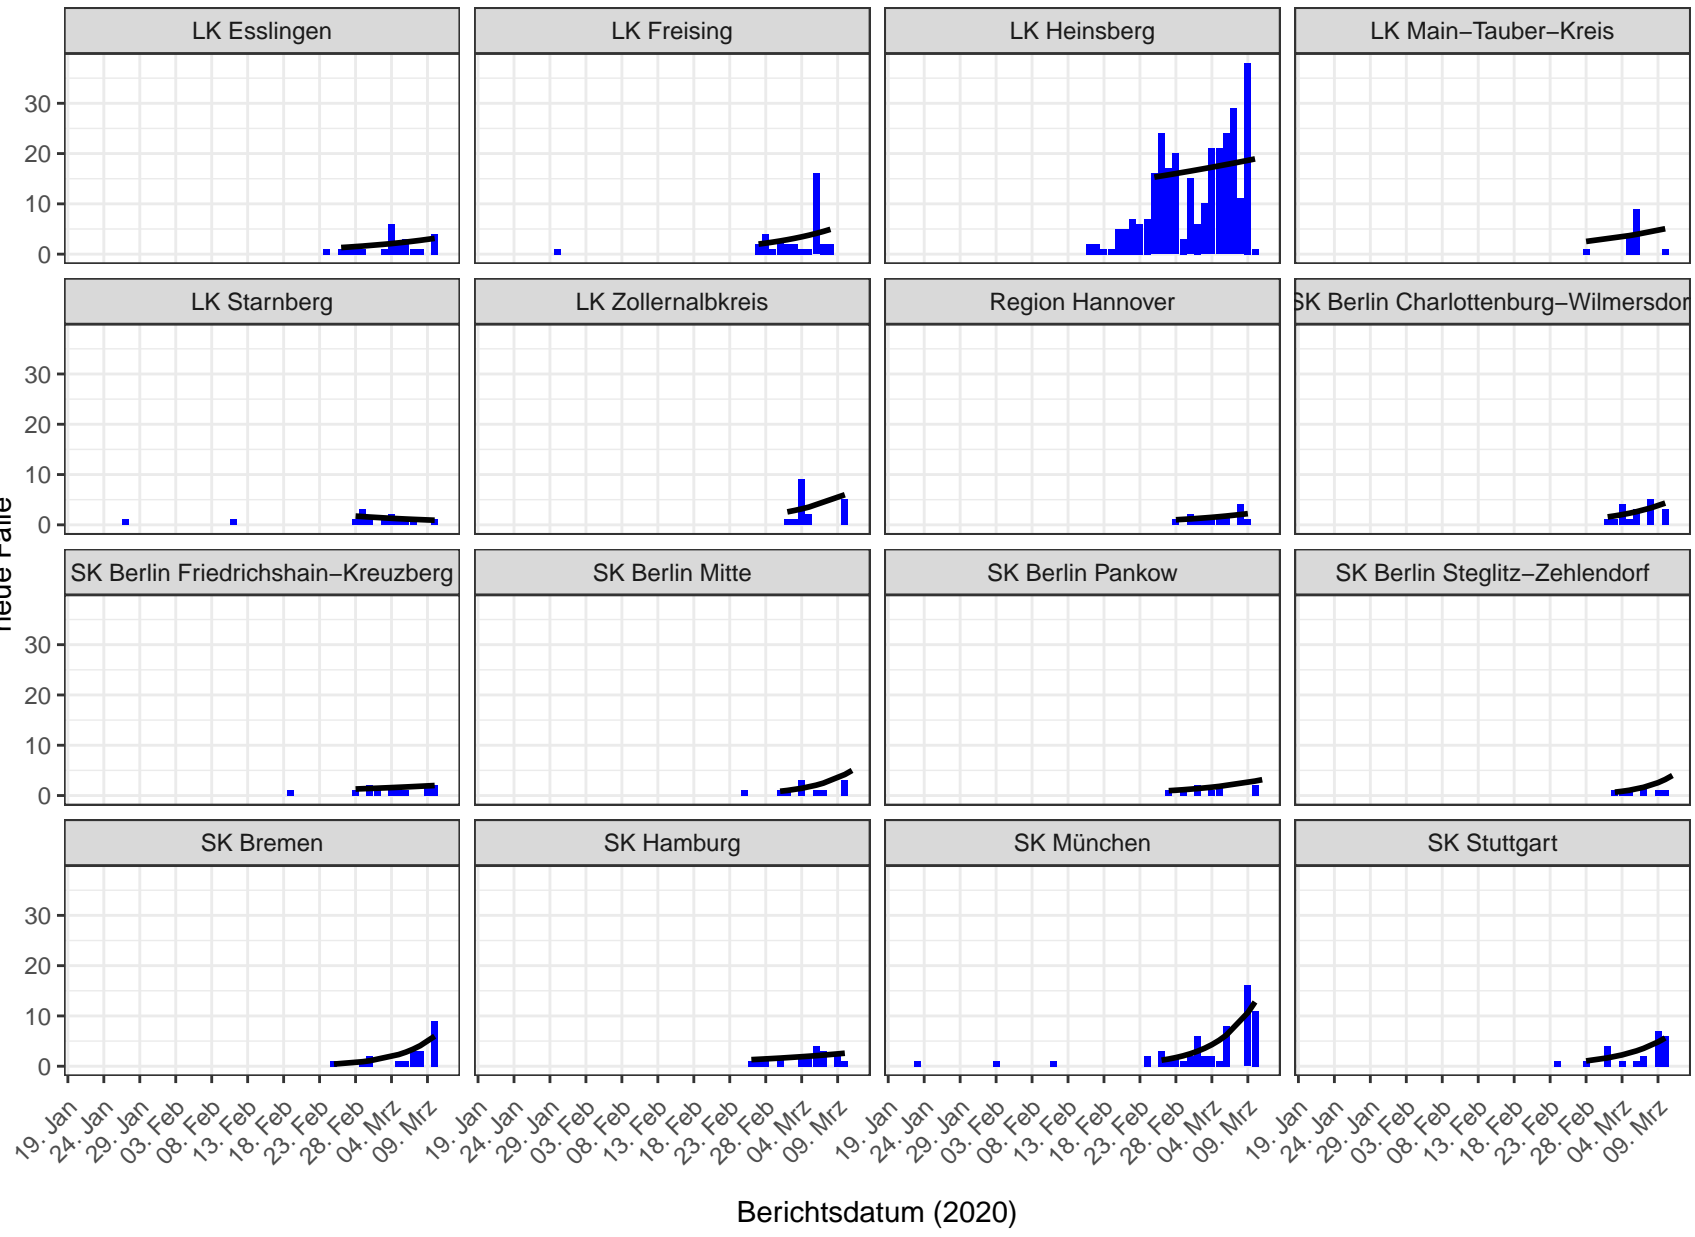 LK Esslingen LK Freising LK Heinsberg LK Main−Tauber−Kreis
30
20
10
0
LK Starnberg LK Zollernalbkreis Region Hannover SK Berlin Charlottenburg−Wilmersdor
30
20
10
0
neue Fälle
SK Berlin Friedrichshain−Kreuzberg SK Berlin Mitte SK Berlin Pankow SK Berlin Steglitz−Zehlendorf
30
20
10
0
SK Bremen SK Hamburg SK München SK Stuttgart
30
20
10
0
19. Jan 24. Jan 29. Jan 03. Feb 08. Feb 13. Feb 18. Feb 23. Feb 28. Feb 04. Mrz 09. Mrz 19. Jan 24. Jan 29. Jan 03. Feb 08. Feb 13. Feb 18. Feb 23. Feb 28. Feb 04. Mrz 09. Mrz 19. Jan 24. Jan 29. Jan 03. Feb 08. Feb 13. Feb 18. Feb 23. Feb 28. Feb 04. Mrz 09. Mrz 19. Jan 24. Jan 29. Jan 03. Feb 08. Feb 13. Feb 18. Feb 23. Feb 28. Feb 04. Mrz 09. Mrz
Berichtsdatum (2020)